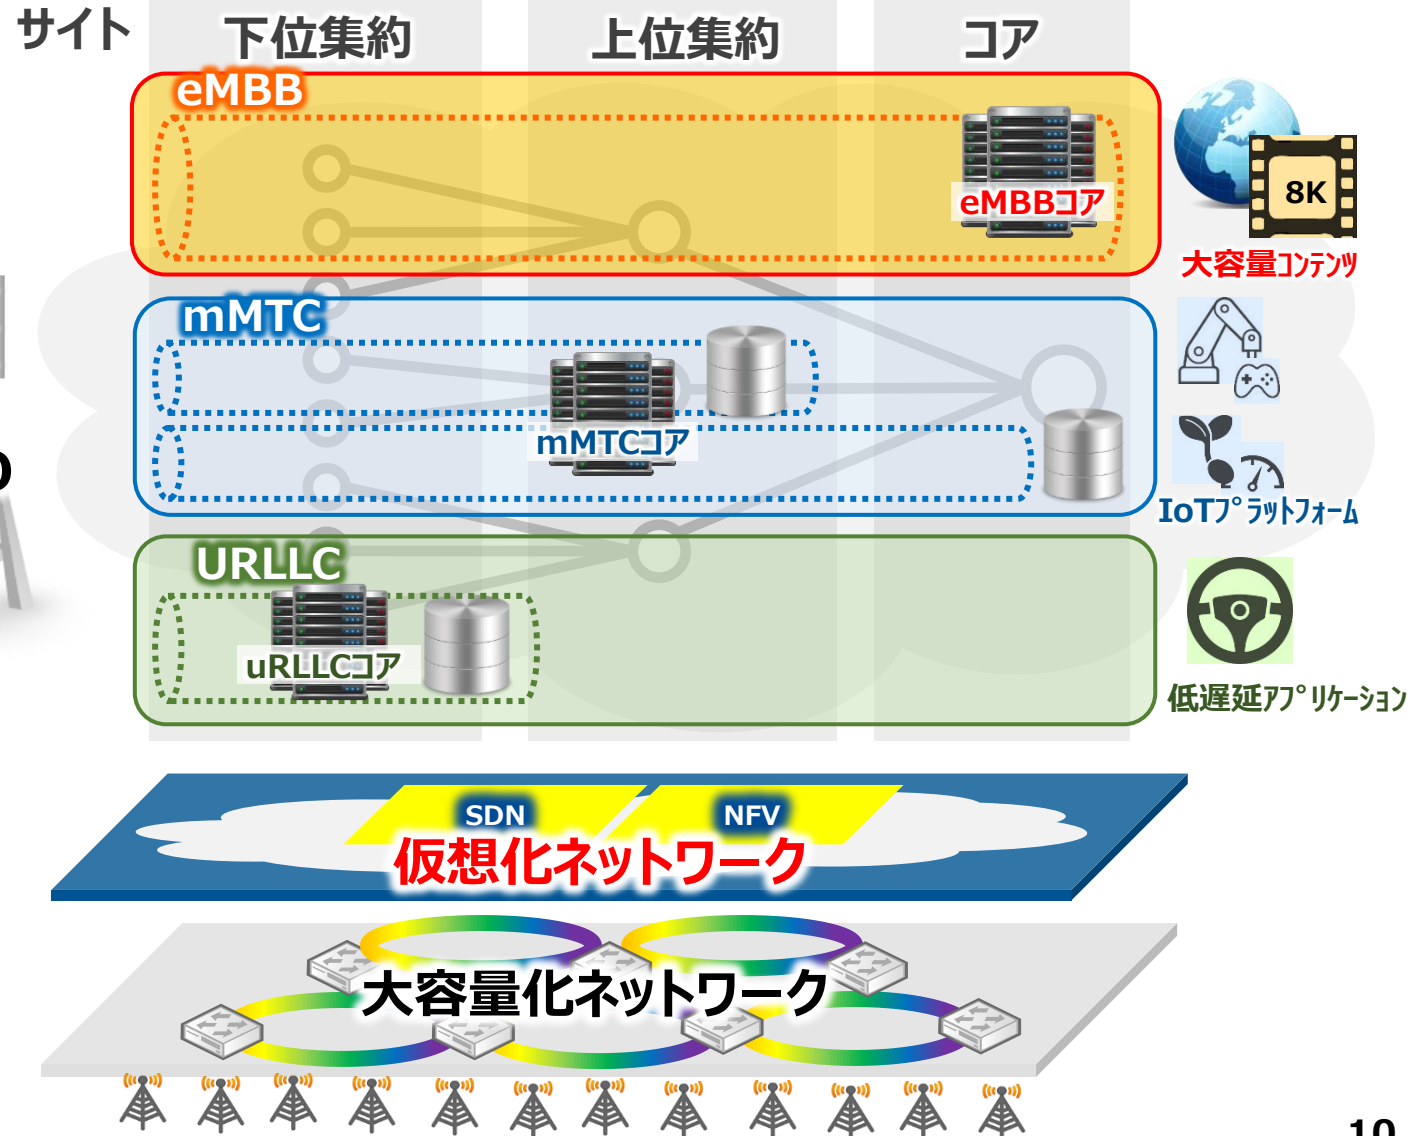 サイト
下位集約
上位集約
コア
eMBB
eMBBコア
8K
大容量ｺﾝﾃﾝﾂ
mMTC
mMTCコア
IoTﾌﾟﾗｯﾄﾌｫｰﾑ
URLLC
uRLLCコア
低遅延ｱﾌﾟﾘｹｰｼｮﾝ
SDN
NFV
仮想化ネットワーク
大容量化ネットワーク
10